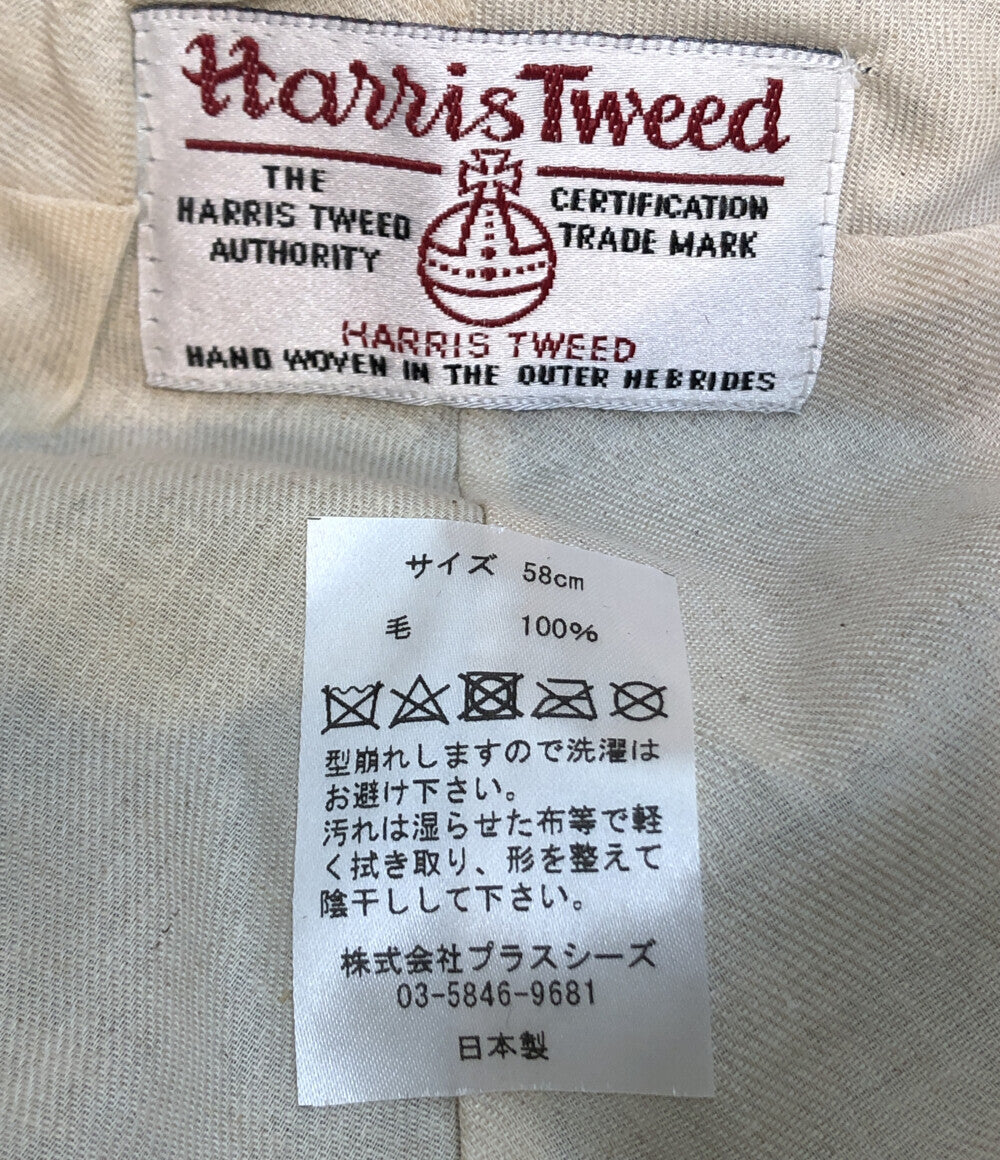 Harris Tweed
THE
HARRIS TWEED
AUTHORITY
CERTIFICATION
TRADE MARK
HARRIS TWEED
HAND WOVEN IN THE OUTER HEBRIDES
サイズ 58cm
毛 100%
型崩れしますので洗濯は
お避け下さい。
汚れは湿らせた布等で軽
く拭き取り、形を整えて
陰干しして下さい。
株式会社プラスシーズ
03-5846-9681
日本製